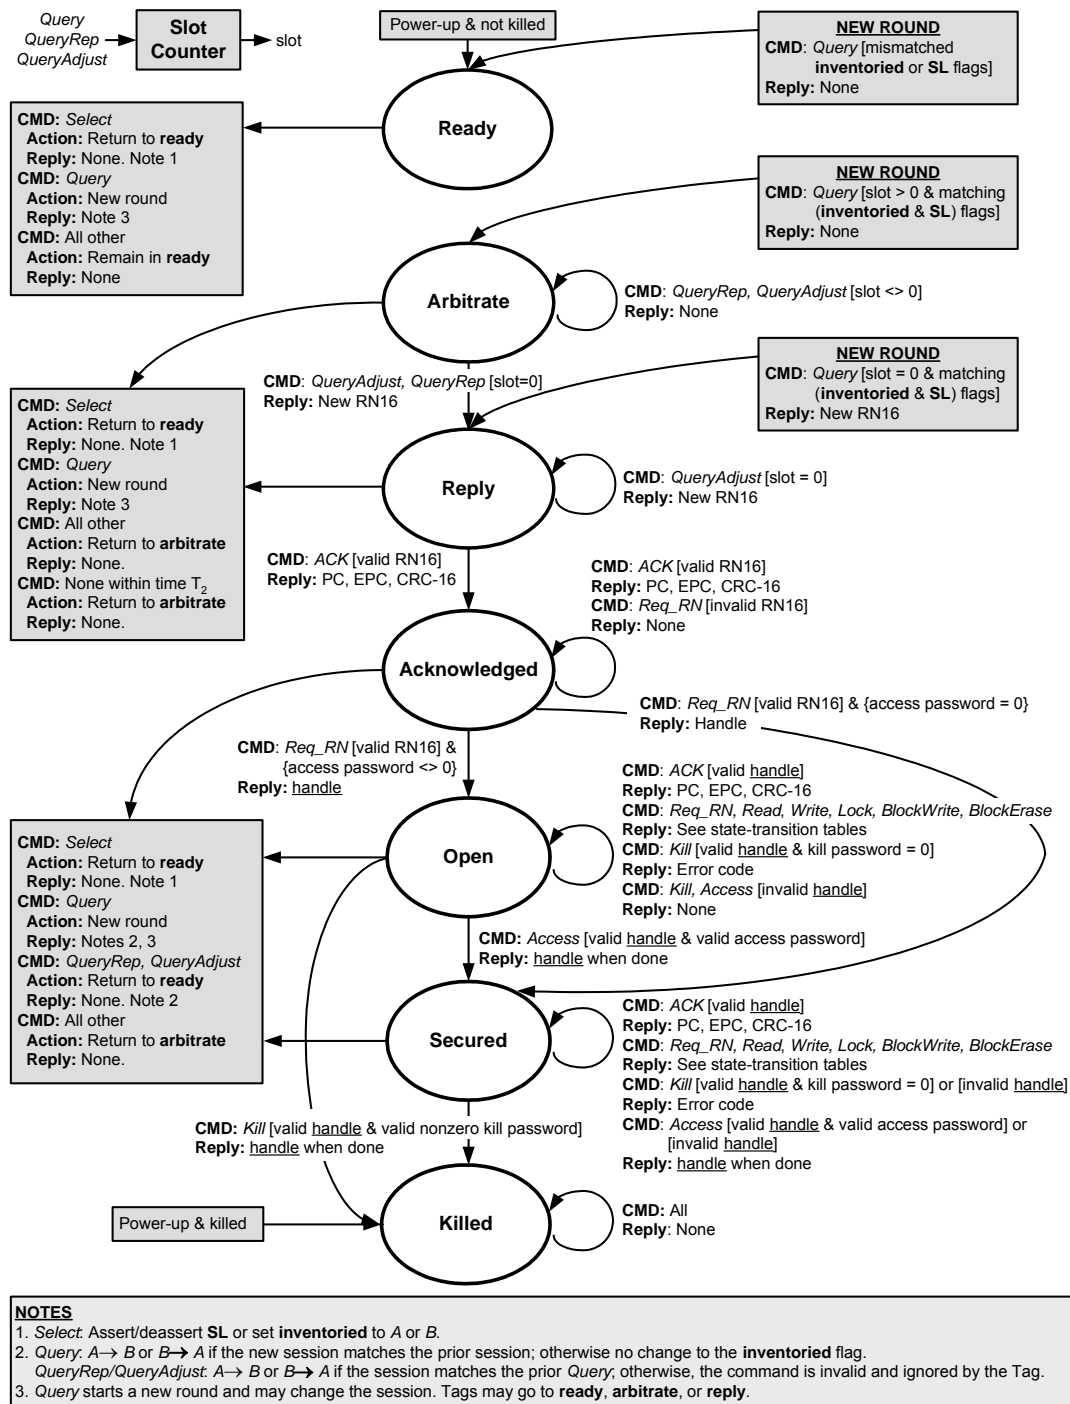 Query
QueryRep
QueryAdjust
Slot
Counter
slot
Power-up & not killed
NEW ROUND
CMD: Query [mismatched
inventoried or SL flags]
Reply: None
Ready
CMD: Select
Action: Return to ready
Reply: None. Note 1
CMD: Query
Action: New round
Reply: Note 3
CMD: All other
Action: Remain in ready
Reply: None
NEW ROUND
CMD: Query [slot > 0 & matching
(inventoried & SL) flags]
Reply: None
Arbitrate
CMD: QueryRep, QueryAdjust [slot <> 0]
Reply: None
NEW ROUND
CMD: Query [slot = 0 & matching
(inventoried & SL) flags]
Reply: New RN16
CMD: QueryAdjust, QueryRep [slot=0]
Reply: New RN16
CMD: Select
Action: Return to ready
Reply: None. Note 1
CMD: Query
Action: New round
Reply: Note 3
CMD: All other
Action: Return to arbitrate
Reply: None.
CMD: None within time T2
Action: Return to arbitrate
Reply: None.
Reply
CMD: QueryAdjust [slot = 0]
Reply: New RN16
CMD: ACK [valid RN16]
Reply: PC, EPC, CRC-16
CMD: ACK [valid RN16]
Reply: PC, EPC, CRC-16
CMD: Req_RN [invalid RN16]
Reply: None
Acknowledged
CMD: Req_RN [valid RN16] & {access password = 0}
Reply: Handle
CMD: Req_RN [valid RN16] &
{access password <> 0}
Reply: handle
CMD: ACK [valid handle]
Reply: PC, EPC, CRC-16
CMD: Req_RN, Read, Write, Lock, BlockWrite, BlockErase
Reply: See state-transition tables
CMD: Kill [valid handle & kill password = 0]
Reply: Error code
CMD: Kill, Access [invalid handle]
Reply: None
Open
CMD: Select
Action: Return to ready
Reply: None. Note 1
CMD: Query
Action: New round
Reply: Notes 2, 3
CMD: QueryRep, QueryAdjust
Action: Return to ready
Reply: None. Note 2
CMD: All other
Action: Return to arbitrate
Reply: None.
CMD: Access [valid handle & valid access password]
Reply: handle when done
Secured
CMD: ACK [valid handle]
Reply: PC, EPC, CRC-16
CMD: Req_RN, Read, Write, Lock, BlockWrite, BlockErase
Reply: See state-transition tables
CMD: Kill [valid handle & kill password = 0] or [invalid handle]
Reply: Error code
CMD: Access [valid handle & valid access password] or
[invalid handle]
Reply: handle when done
CMD: Kill [valid handle & valid nonzero kill password]
Reply: handle when done
Power-up & killed
Killed
CMD: All
Reply: None
NOTES
1. Select: Assert/deassert SL or set inventoried to A or B.
2. Query: A→ B or B→ A if the new session matches the prior session; otherwise no change to the inventoried flag.
QueryRep/QueryAdjust: A→ B or B→ A if the session matches the prior Query; otherwise, the command is invalid and ignored by the Tag.
3. Query starts a new round and may change the session. Tags may go to ready, arbitrate, or reply.